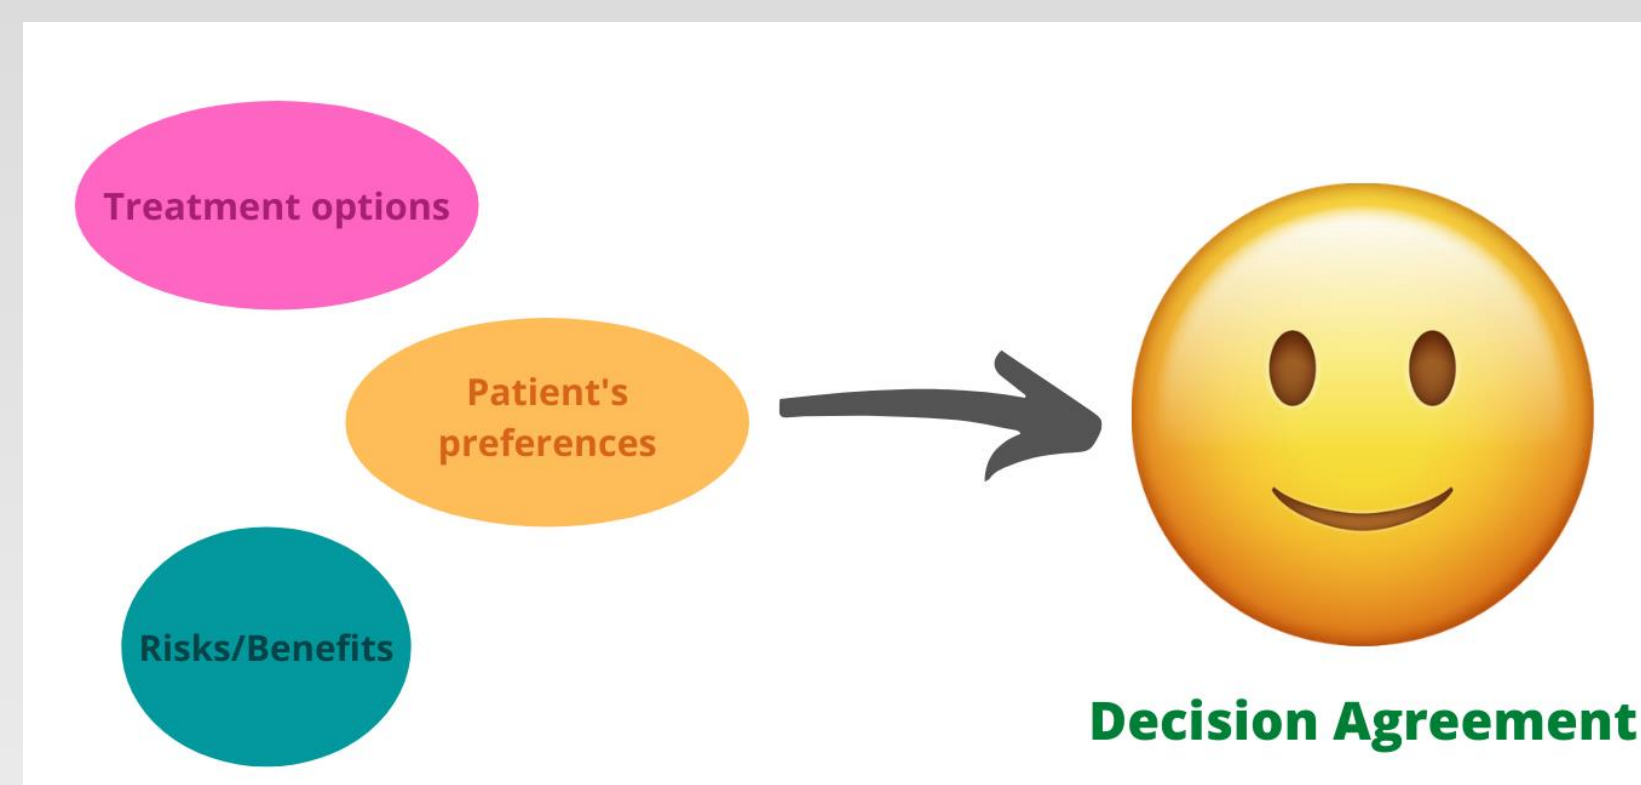 Treatment options
Patient's
preferences
Risks/Benefits
Decision Agreement